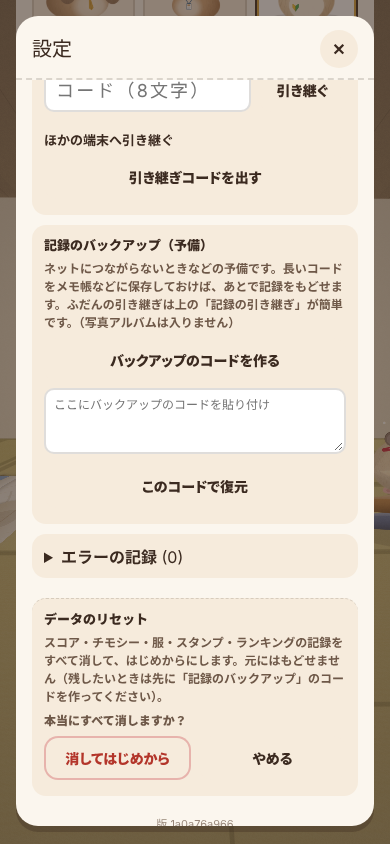 設定
×
コード（8文字）
引き継ぐ
ほかの端末へ引き継ぐ
引き継ぎコードを出す
記録のバックアップ（予備）
ネットにつながらないときなどの予備です。長いコード
をメモ帳などに保存しておけば、あとで記録をもどせま
す。ふだんの引き継ぎは上の「記録の引き継ぎ」が簡単
です。（写真アルバムは入りません）
バックアップのコードを作る
ここにバックアップのコードを貼り付け
このコードで復元
▶ エラーの記録 (0)
データのリセット
スコア・チモシー・服・スタンプ・ランキングの記録を
すべて消して、はじめからにします。元にはもどせませ
ん（残したいときは先に「記録のバックアップ」のコー
ドを作ってください）。
本当にすべて消しますか？
消してはじめから
やめる
版 1a0a76a966